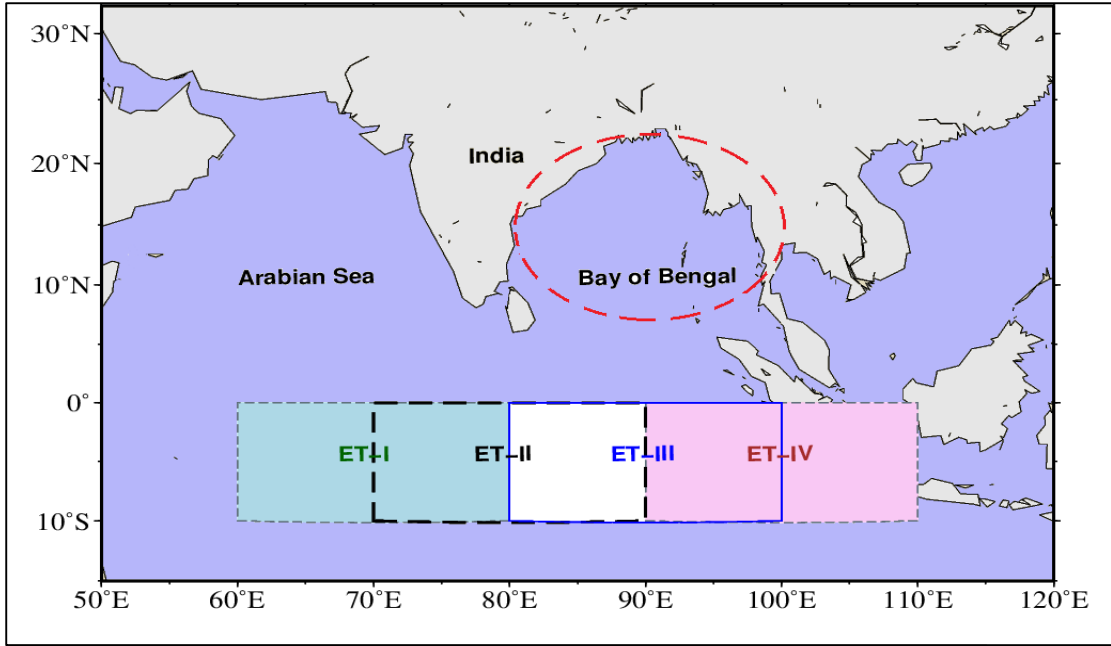 30°N
20°N
10°N
0°
10°S
India
Arabian Sea
Bay of Bengal
ET–I
ET–II
ET–III
ET–IV
50°E
60°E
70°E
80°E
90°E
100°E
110°E
120°E